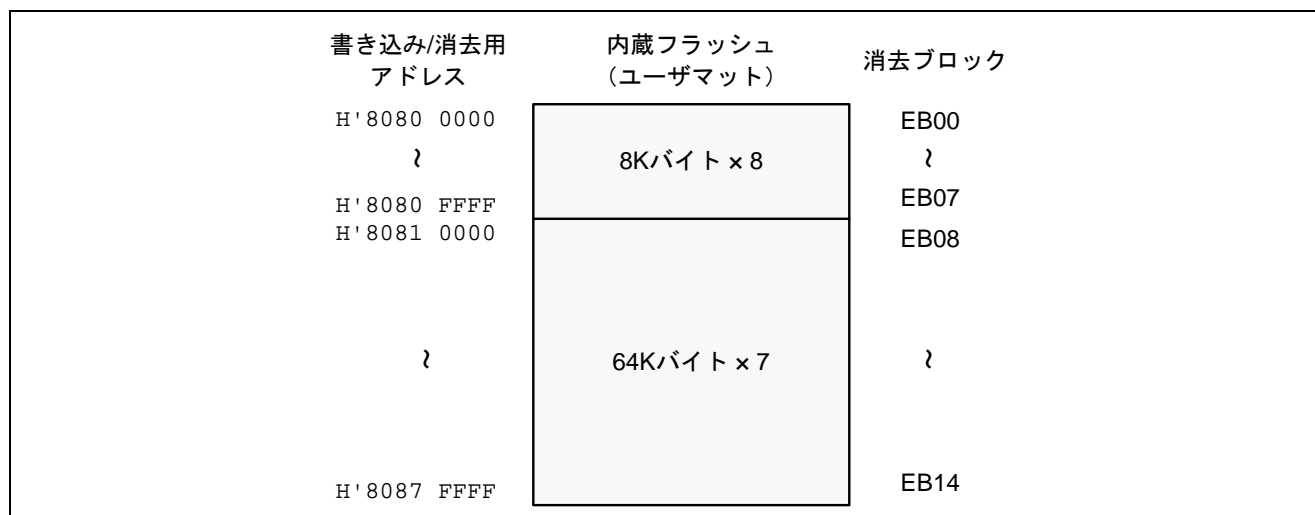 書き込み/消去用
アドレス
内蔵フラッシュ
（ユーザマット）
消去ブロック
H'8080 0000
8Kバイト × 8
EB00
～
～
H'8080 FFFF
EB07
H'8081 0000
EB08
～
64Kバイト × 7
～
H'8087 FFFF
EB14